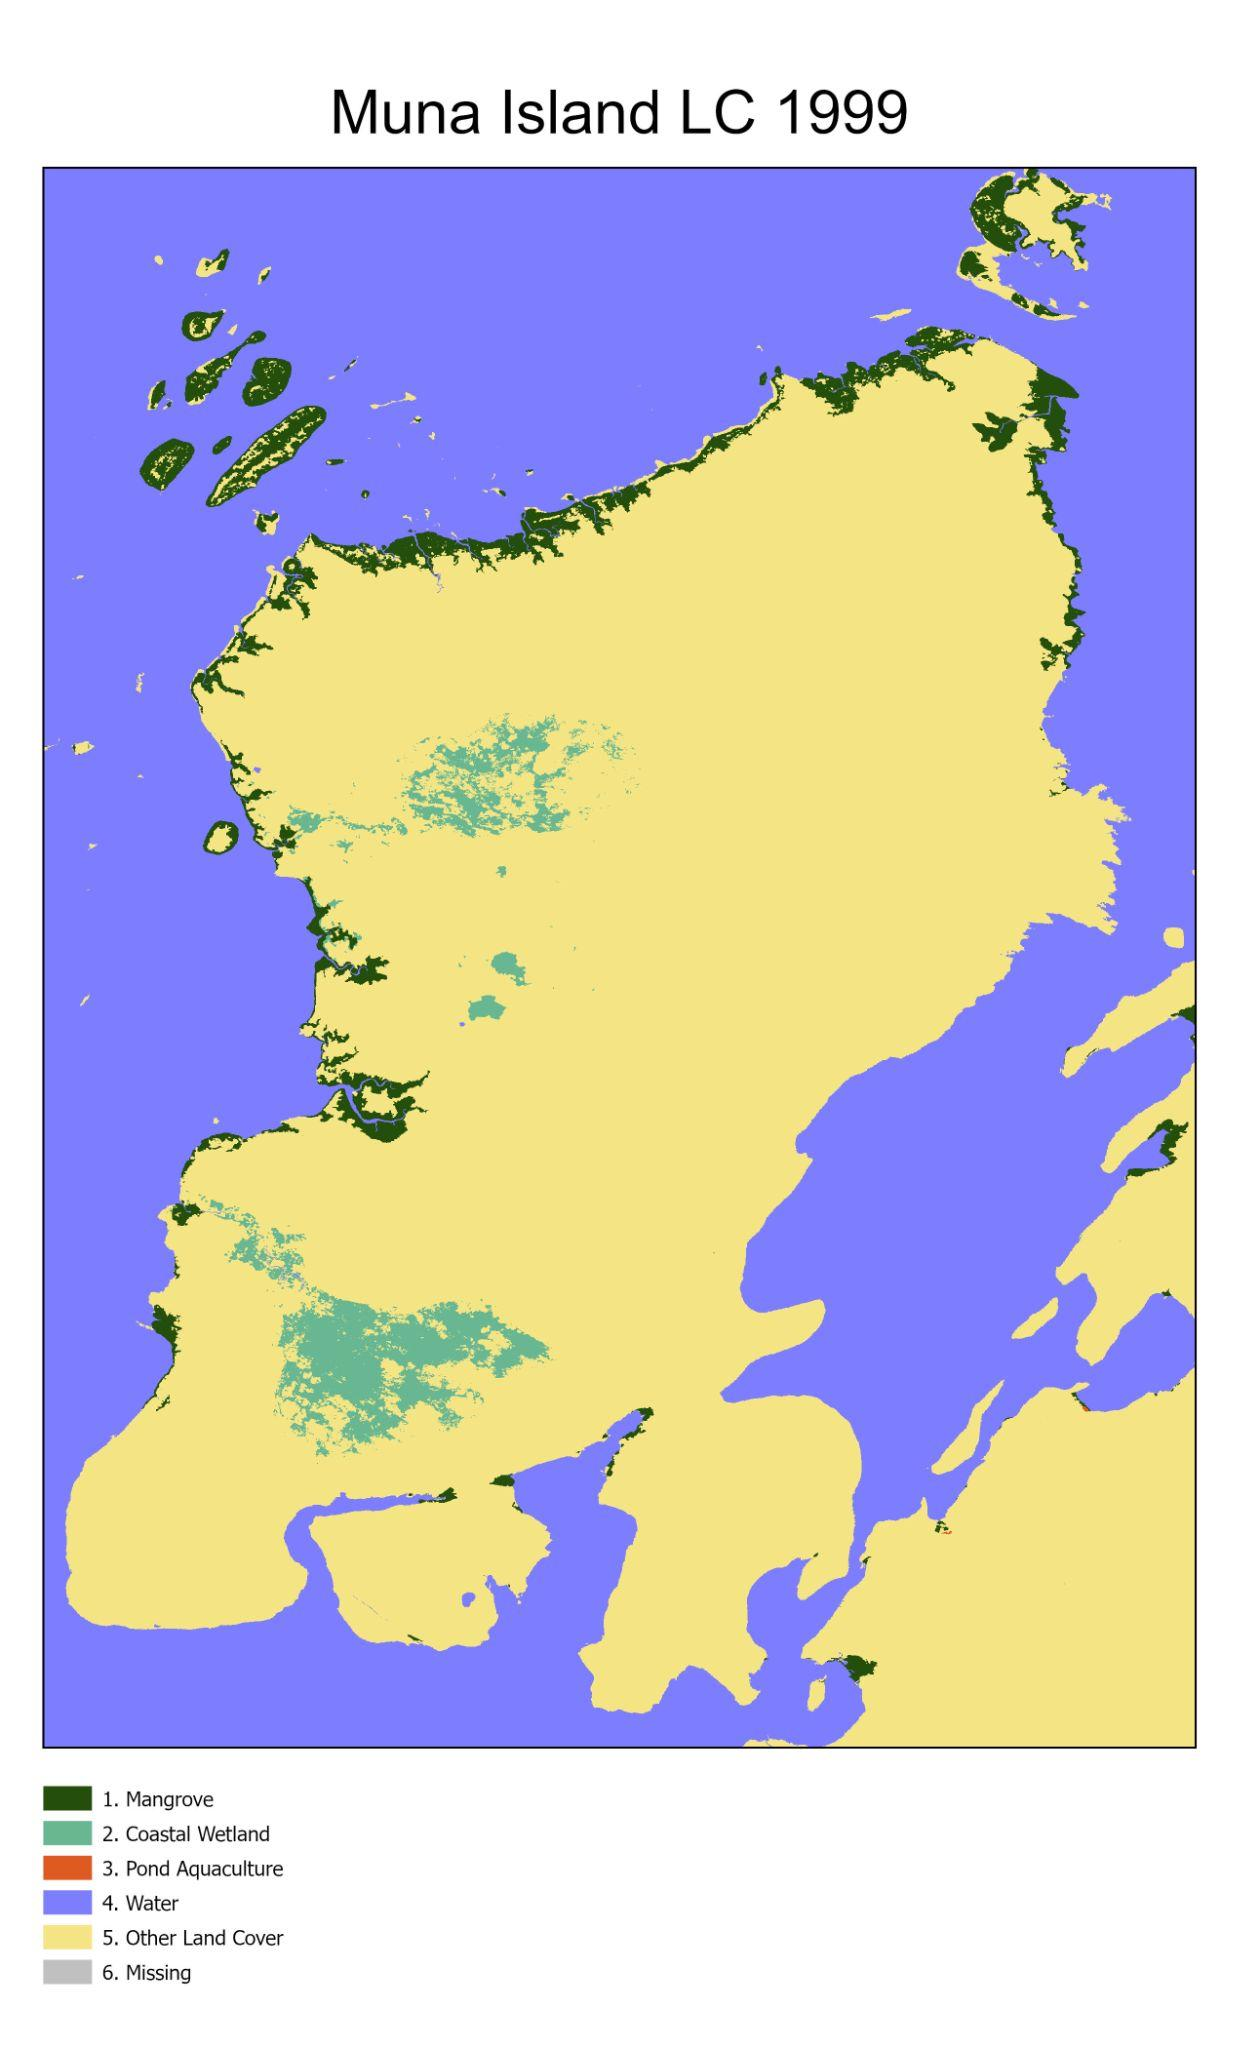 Muna Island LC 1999
1. Mangrove
2. Coastal Wetland
3. Pond Aquaculture
4. Water
5. Other Land Cover
6. Missing